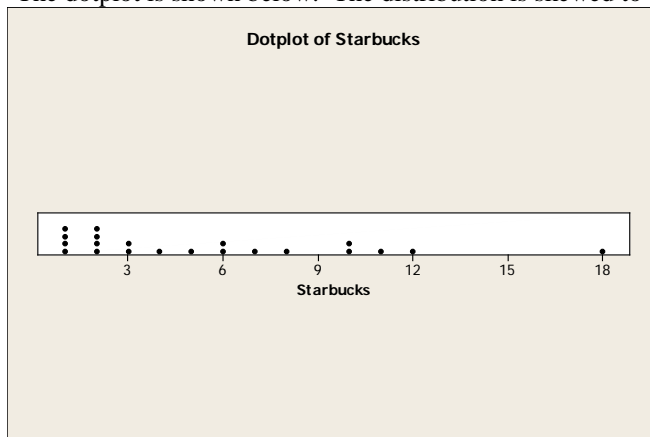 The dotplot is shown below. The distribution is skewed to
Dotplot of Starbucks
3 6 9 12 15 18
Starbucks